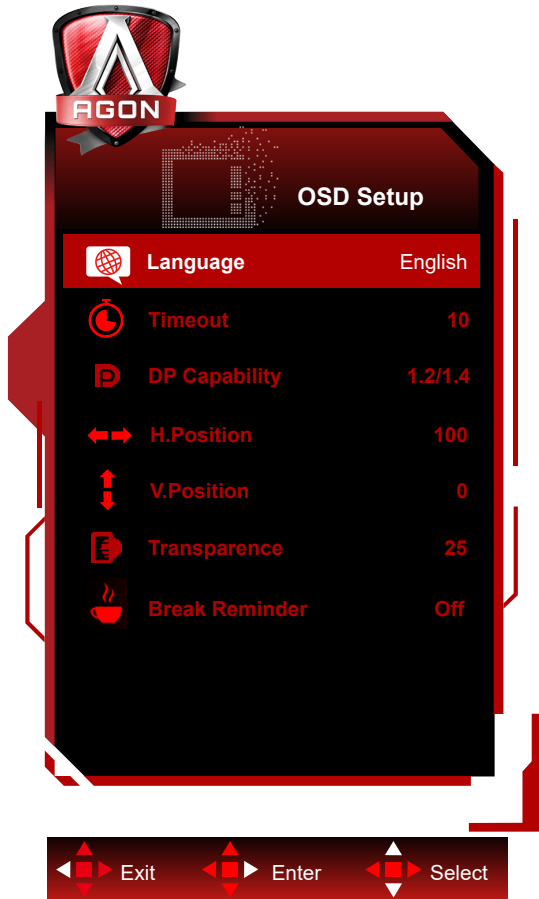 AGON
OSD Setup
Language English
Timeout 10
DP Capability 1.2/1.4
H.Position 100
V.Position 0
Transparence 25
Break Reminder Off
Exit Enter Select